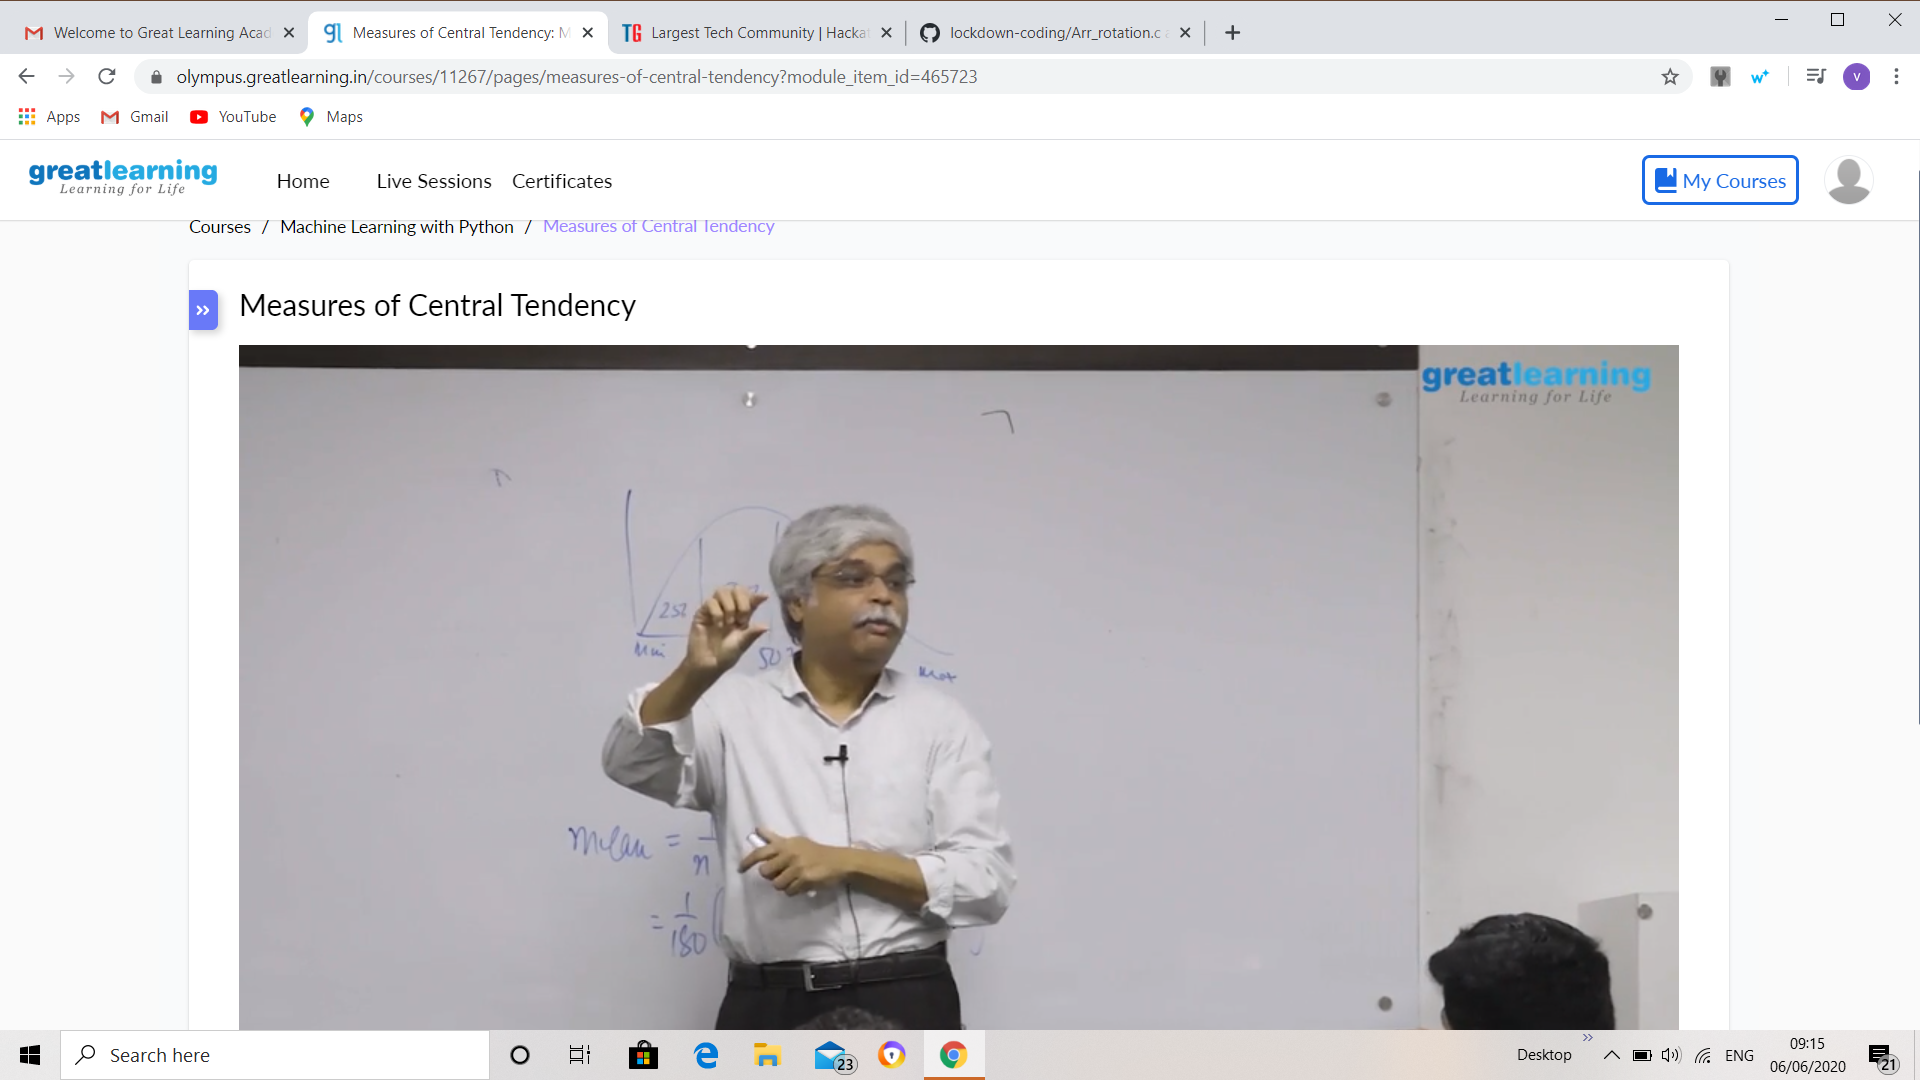 Welcome to Great Learning Acad
Measures of Central Tendency: M
TG Largest Tech Community | Hackat
lockdown-coding/Arr_rotation.c a
olympus.greatlearning.in/courses/11267/pages/measures-of-central-tendency?module_item_id=465723
V
Apps Gmail YouTube Maps
greatlearning
Learning for Life
Home Live Sessions Certificates
My Courses
Courses / Machine Learning with Python / Measures of Central Tendency
Measures of Central Tendency
greatlearning
Learning for Life
25%
Min
50%
Max
mean = 1/n
= 1/180 (
Search here
23
Desktop
ENG
09:15
06/06/2020
21